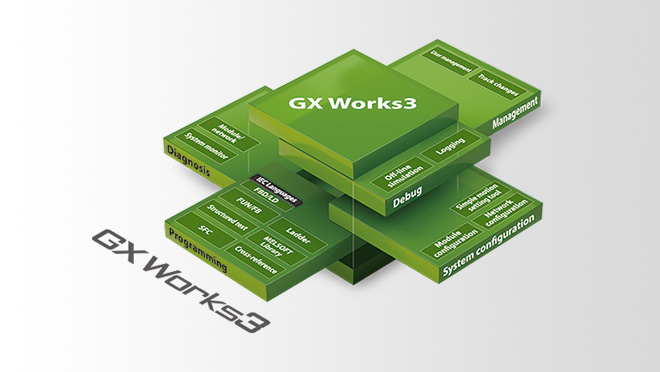 GX Works3
User management
Track changes
Management
Module/
network
System monitor
Diagnosis
Logging
Off-line
simulation
Debug
IEC Languages
FBD/LD
FUN/FB
Structured text
SFC
Ladder
MELSOFT
Library
Cross-reference
Programming
Simple motion
setting tool
Network
configuration
Module
configuration
System configuration
GX Works3